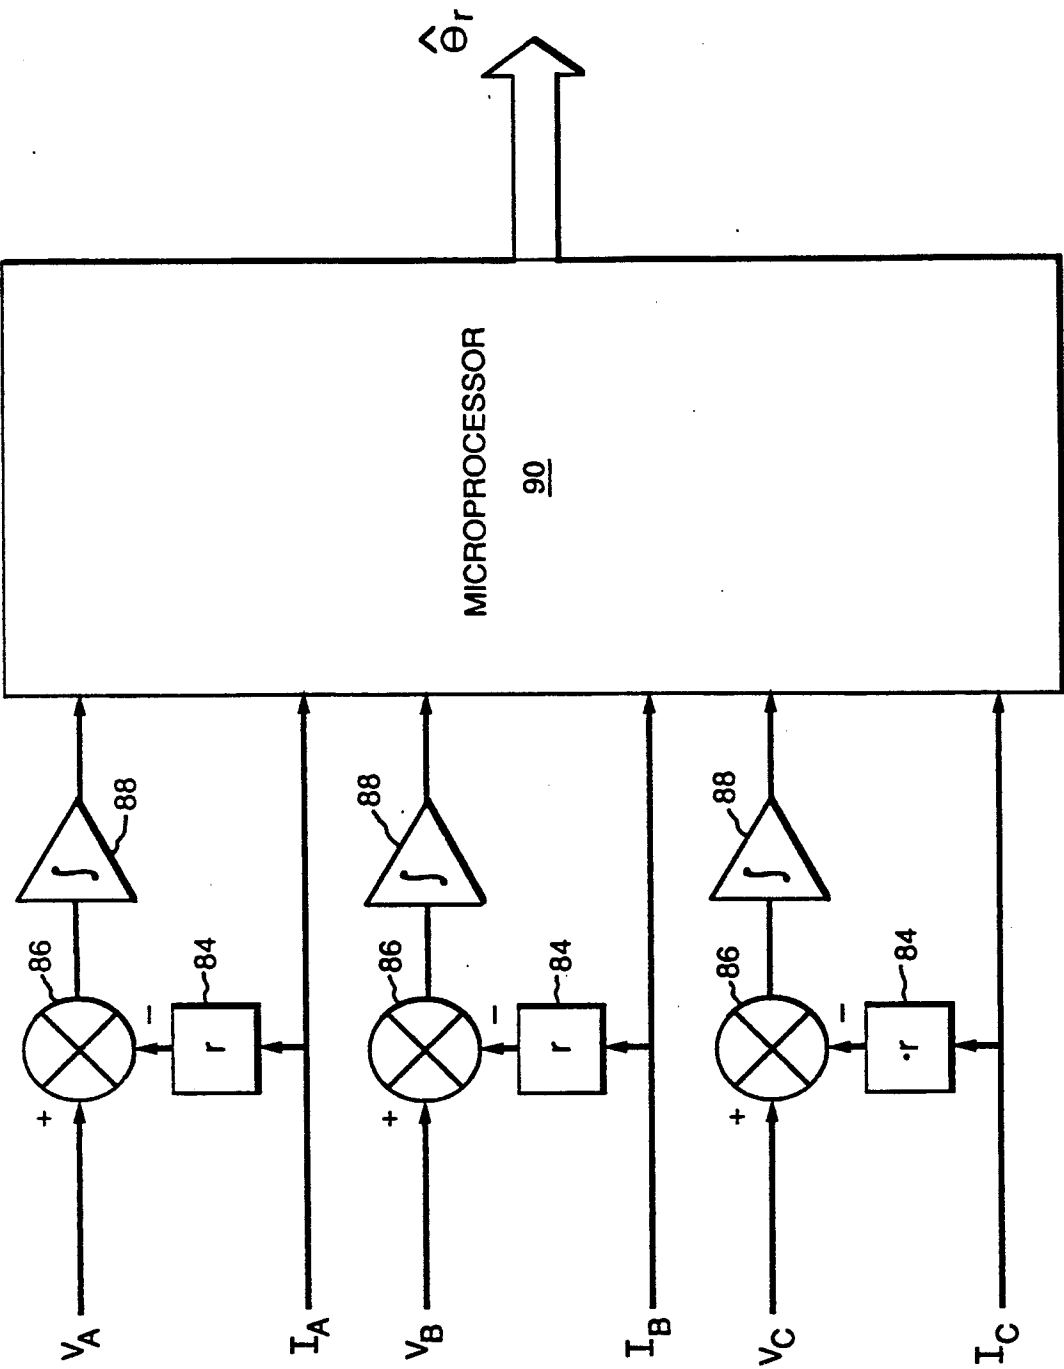 θ̂r
MICROPROCESSOR
90
88
88
88
86
86
86
84
84
84
∫
∫
∫
−
−
−
r
r
r
+
+
+
VA
IA
VB
IB
VC
IC